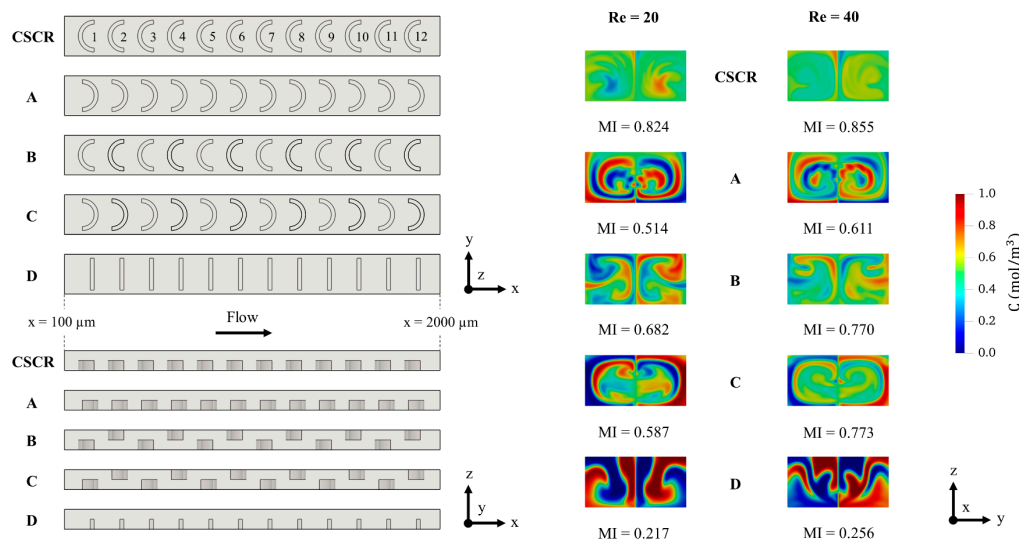 CSCR
1 2 3 4 5 6 7 8 9 10 11 12
A
B
C
D
y
z
x
x = 100 µm
Flow
x = 2000 µm
CSCR
A
B
C
D
z
y
x
Re = 20
Re = 40
CSCR
MI = 0.824
MI = 0.855
A
MI = 0.514
MI = 0.611
B
MI = 0.682
MI = 0.770
C
MI = 0.587
MI = 0.773
D
MI = 0.217
MI = 0.256
1.0
0.8
0.6
0.4
0.2
0.0
C (mol/m³)
z
x
y